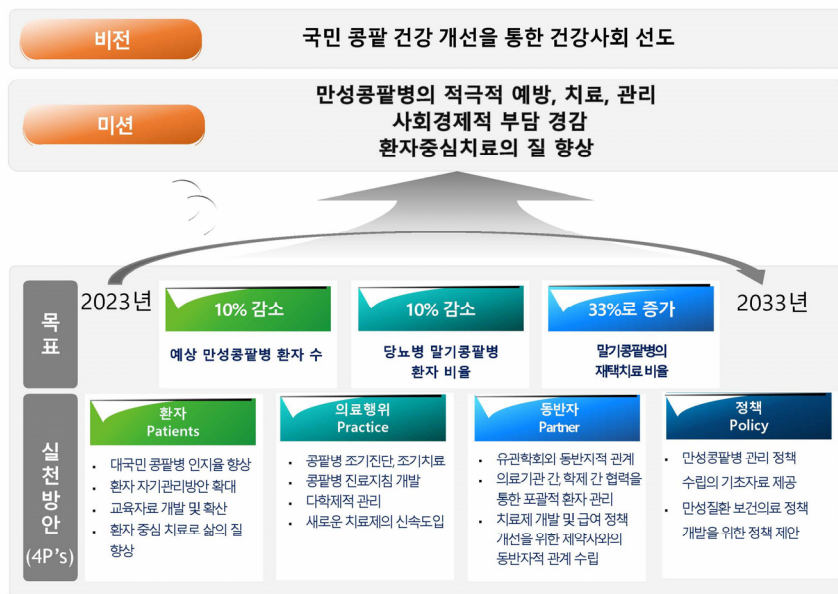 비전
국민 콩팥 건강 개선을 통한 건강사회 선도
미션
만성콩팥병의 적극적 예방, 치료, 관리
사회경제적 부담 경감
환자중심치료의 질 향상
목표
2023년
10% 감소
예상 만성콩팥병 환자 수
10% 감소
당뇨병 말기콩팥병
환자 비율
33%로 증가
말기콩팥병의
재택치료 비율
2033년
실천방안
(4P's)
환자
Patients
• 대국민 콩팥병 인지율 향상
• 환자 자기관리방안 확대
• 교육자료 개발 및 확산
• 환자 중심 치료로 삶의 질
향상
의료행위
Practice
• 콩팥병 조기진단, 조기치료
• 콩팥병 진료지침 개발
• 다학제적 관리
• 새로운 치료제의 신속도입
동반자
Partner
• 유관학회외 동반자적 관계
• 의료기관 간, 학제 간 협력을
통한 포괄적 환자 관리
• 치료제 개발 및 급여 정책
개선을 위한 제약사와의
동반자적 관계 수립
정책
Policy
• 만성콩팥병 관리 정책
수립의 기초자료 제공
• 만성질환 보건의료 정책
개발을 위한 정책 제안